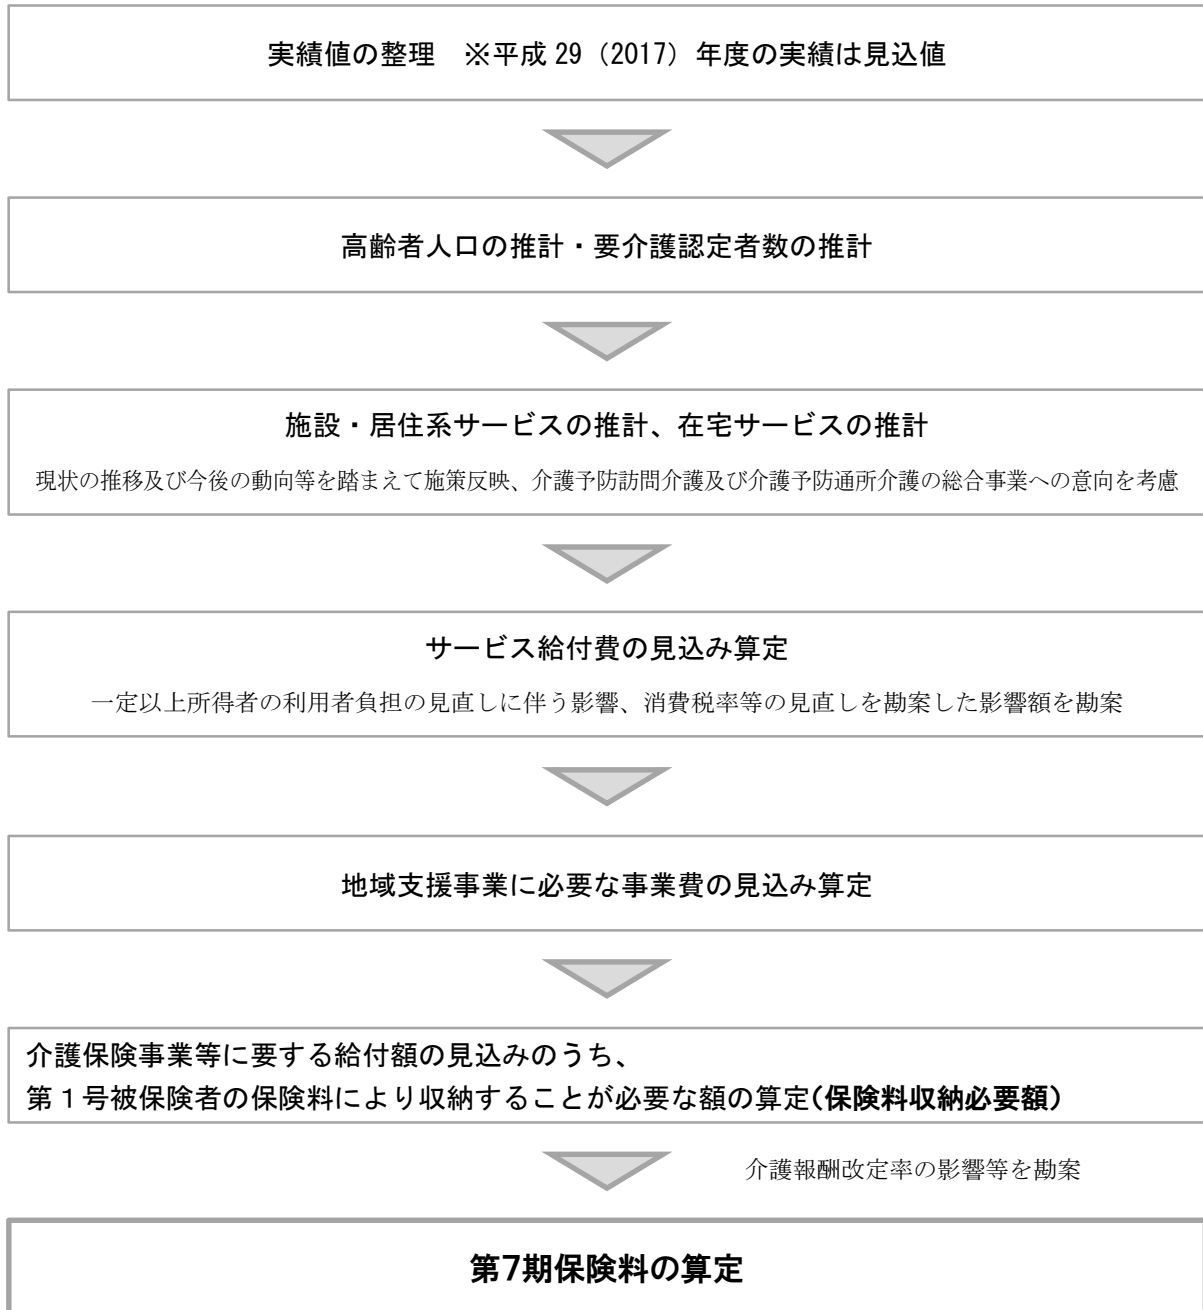 実績値の整理　※平成 29（2017）年度の実績は見込値
高齢者人口の推計・要介護認定者数の推計
施設・居住系サービスの推計、在宅サービスの推計
現状の推移及び今後の動向等を踏まえて施策反映、介護予防訪問介護及び介護予防通所介護の総合事業への意向を考慮
サービス給付費の見込み算定
一定以上所得者の利用者負担の見直しに伴う影響、消費税率等の見直しを勘案した影響額を勘案
地域支援事業に必要な事業費の見込み算定
介護保険事業等に要する給付額の見込みのうち、
第１号被保険者の保険料により収納することが必要な額の算定(保険料収納必要額)
介護報酬改定率の影響等を勘案
第7期保険料の算定